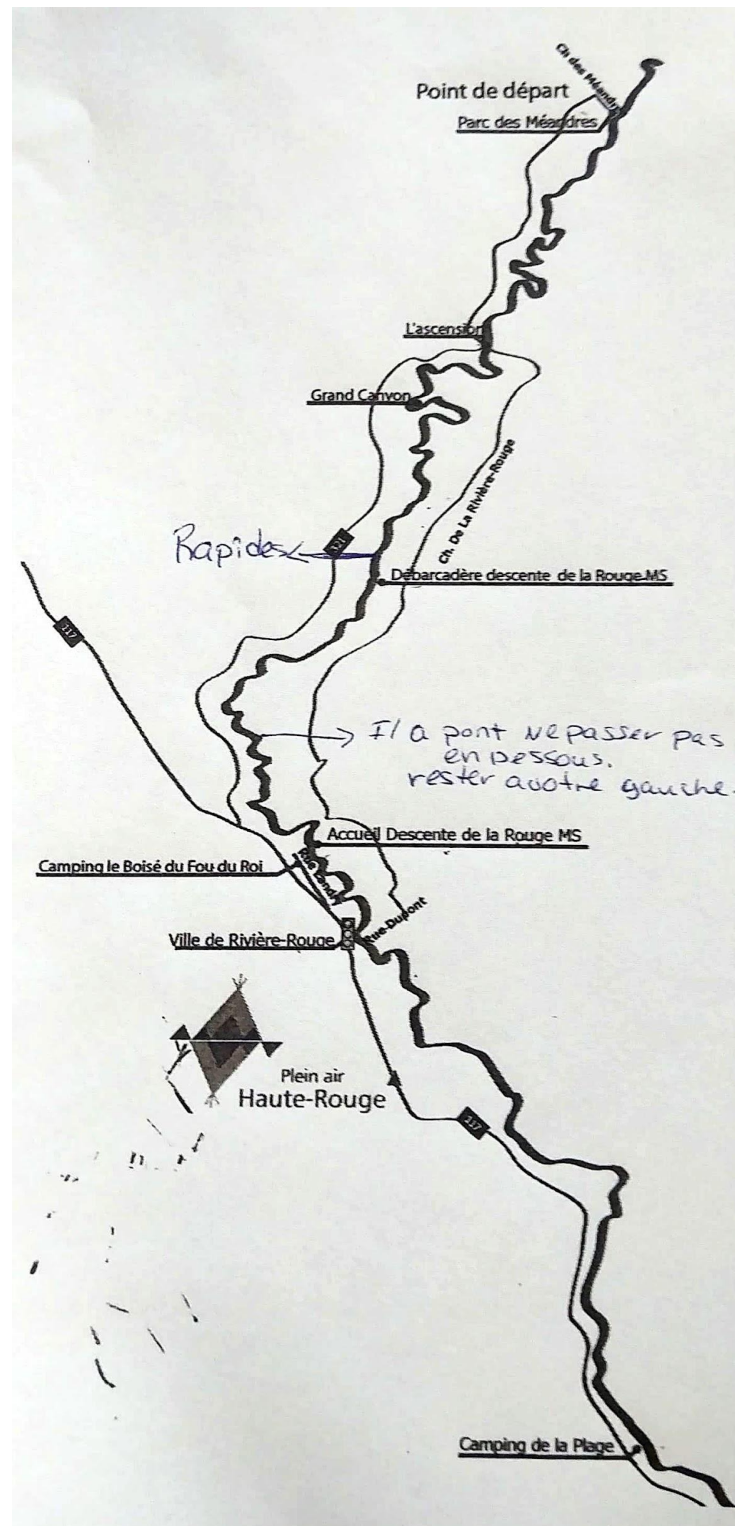 Ch des Méandres
Point de départ
Parc des Méandres
L'ascension
Grand Canyon
Ch. De La Rivière-Rouge
Rapides
Débarcadère descente de la Rouge MS
117
Il a pont ne passer pas
en dessous.
rester a votre gauche.
Accueil Descente de la Rouge MS
Camping le Boisé du Fou du Roi
Rue Landry
Rue Dupont
Ville de Rivière-Rouge
Plein air
Haute-Rouge
117
Camping de la Plage